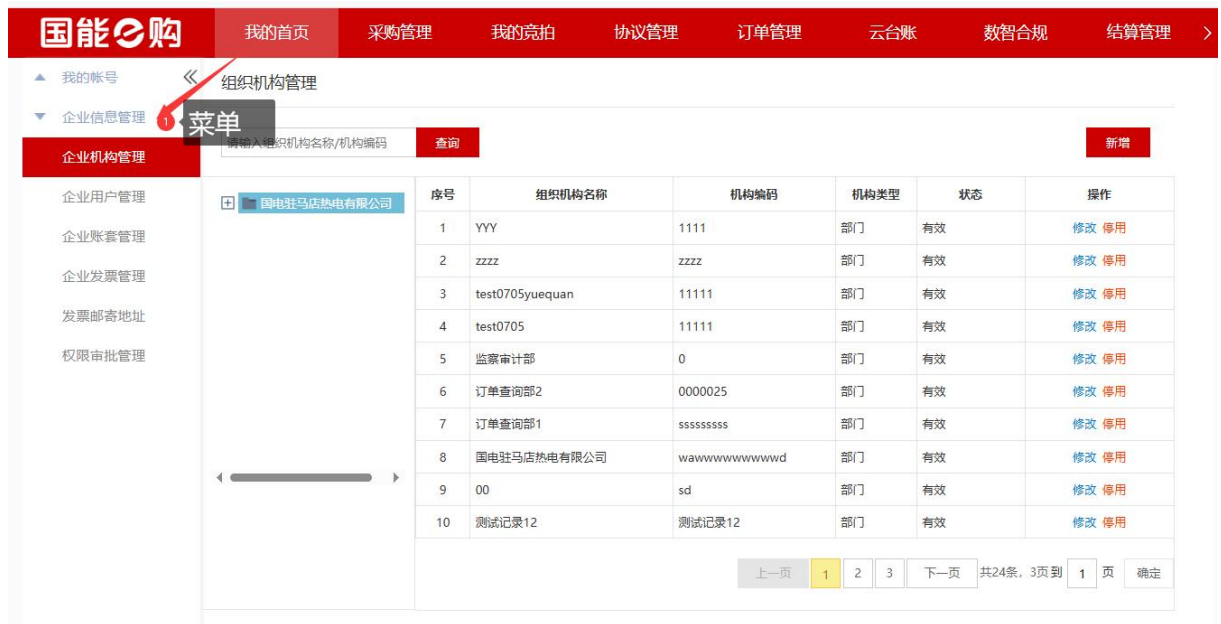 国能e购 我的首页 采购管理 我的竞拍 协议管理 订单管理 云台账 数智合规 结算管理
我的帐号
组织机构管理
企业信息管理
1 菜单
请输入组织机构名称/机构编码 查询 新增
企业机构管理
企业用户管理
企业账套管理
企业发票管理
发票邮寄地址
权限审批管理
国电驻马店热电有限公司
序号 组织机构名称 机构编码 机构类型 状态 操作
1 YYY 1111 部门 有效 修改 停用
2 zzzz zzzz 部门 有效 修改 停用
3 test0705yuequan 11111 部门 有效 修改 停用
4 test0705 11111 部门 有效 修改 停用
5 监察审计部 0 部门 有效 修改 停用
6 订单查询部2 0000025 部门 有效 修改 停用
7 订单查询部1 sssssssss 部门 有效 修改 停用
8 国电驻马店热电有限公司 wawwwwwwwwwd 部门 有效 修改 停用
9 00 sd 部门 有效 修改 停用
10 测试记录12 测试记录12 部门 有效 修改 停用
上一页 1 2 3 下一页 共24条, 3页 到 1 页 确定